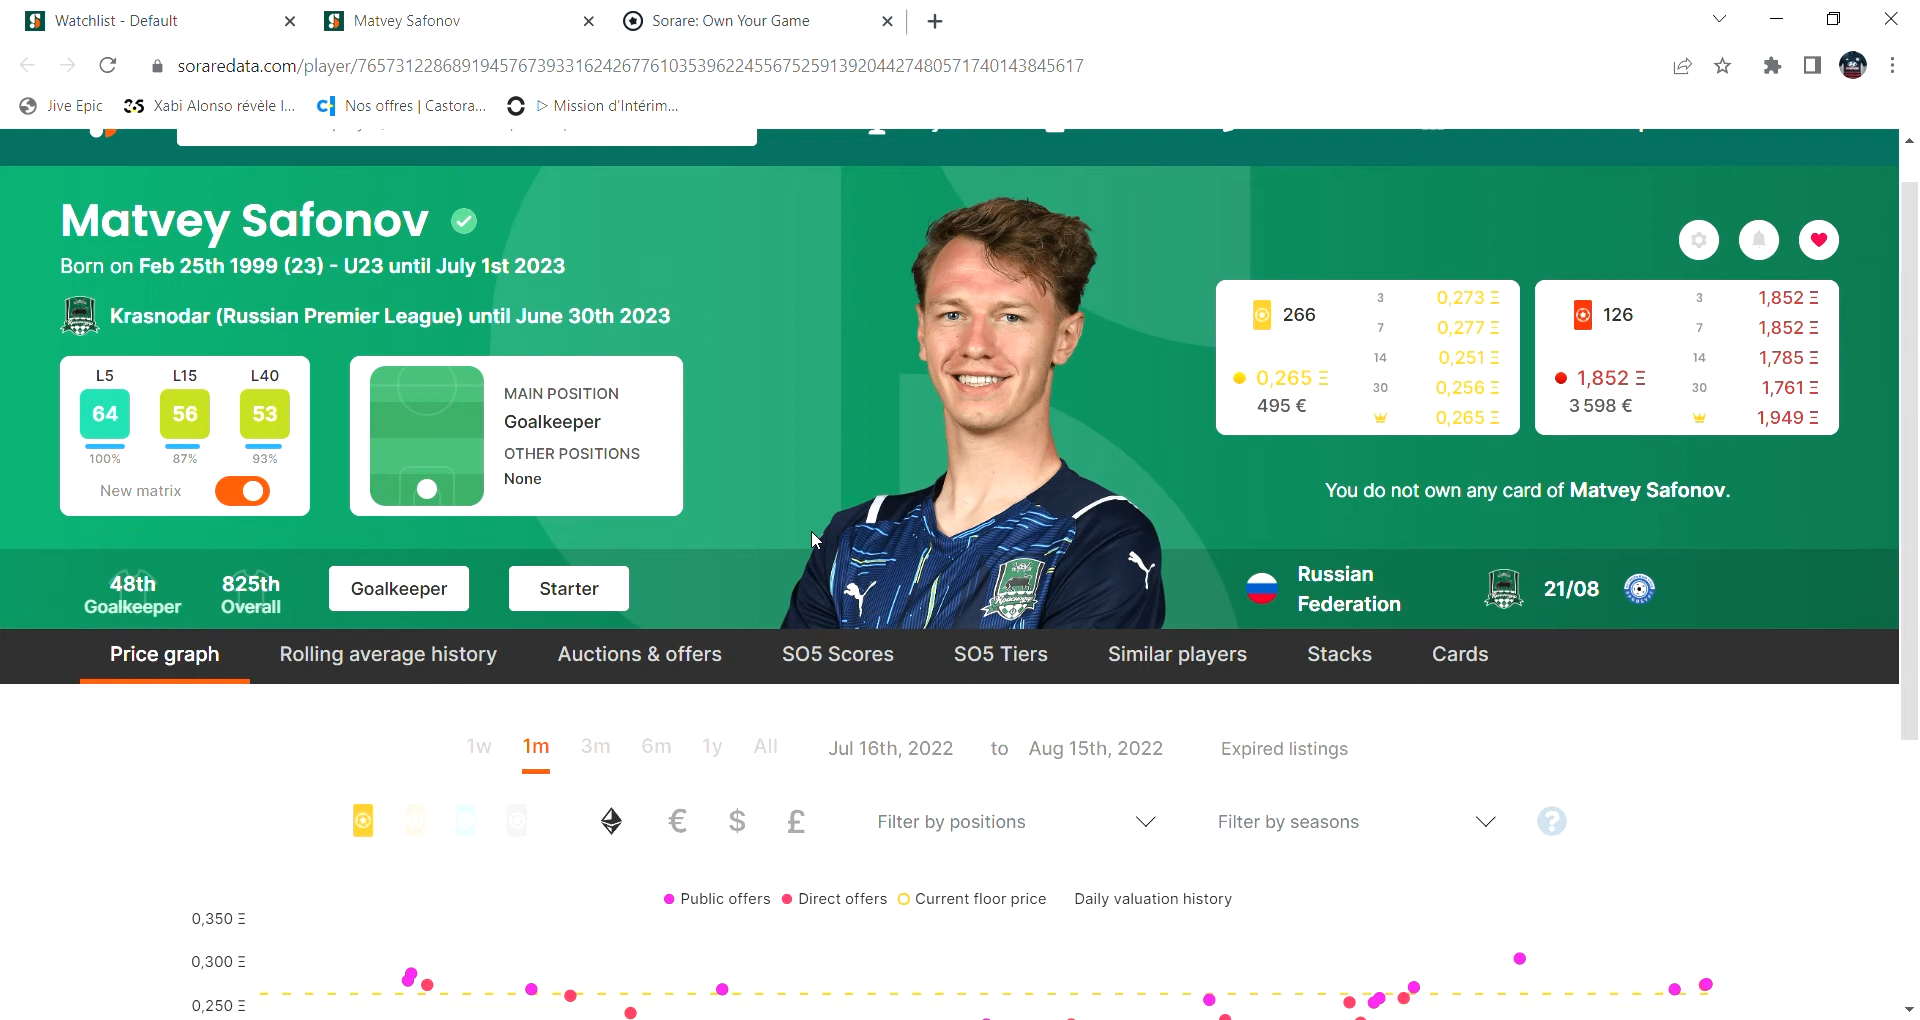 Watchlist - Default
Matvey Safonov
Sorare: Own Your Game
soraredata.com/player/76573122868919457673933162426776103539622455675259139204427480571740143845617
Jive Epic
Xabi Alonso révèle l...
Nos offres | Castora...
▷ Mission d'Intérim...
Matvey Safonov
Born on Feb 25th 1999 (23) - U23 until July 1st 2023
Krasnodar (Russian Premier League) until June 30th 2023
L5 L15 L40
64 56 53
100% 87% 93%
New matrix
MAIN POSITION
Goalkeeper
OTHER POSITIONS
None
266
0,265 Ξ
495 €
3 0,273 Ξ
7 0,277 Ξ
14 0,251 Ξ
30 0,256 Ξ
0,265 Ξ
126
1,852 Ξ
3 598 €
3 1,852 Ξ
7 1,852 Ξ
14 1,785 Ξ
30 1,761 Ξ
1,949 Ξ
You do not own any card of Matvey Safonov.
48th
Goalkeeper
825th
Overall
Goalkeeper
Starter
Russian
Federation
21/08
Price graph
Rolling average history
Auctions & offers
SO5 Scores
SO5 Tiers
Similar players
Stacks
Cards
1w 1m 3m 6m 1y All
Jul 16th, 2022 to Aug 15th, 2022
Expired listings
€ $ £
Filter by positions
Filter by seasons
?
Public offers
Direct offers
Current floor price
Daily valuation history
0,350 Ξ
0,300 Ξ
0,250 Ξ